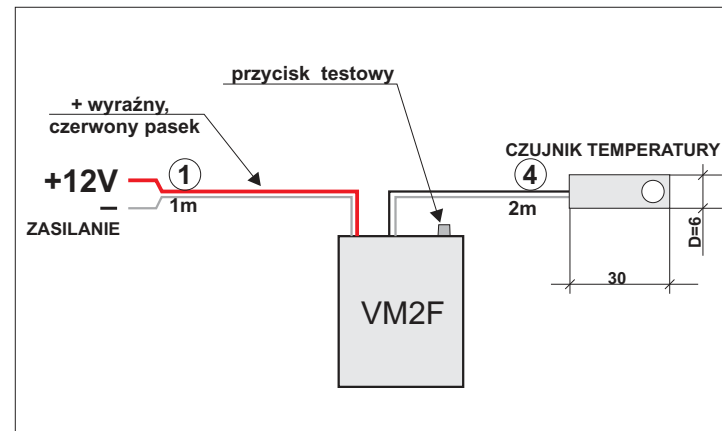 przycisk testowy
+ wyraźny,
czerwony pasek
CZUJNIK TEMPERATURY
+12V
1
4
–
1m
2m
ZASILANIE
D=6
30
VM2F